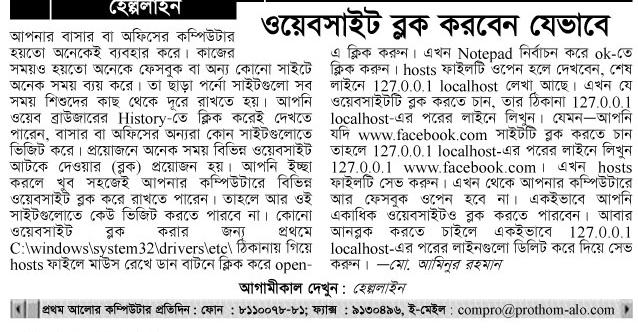 হেল্পলাইন
ওয়েবসাইট ব্লক করবেন যেভাবে
আপনার বাসার বা অফিসের কম্পিউটার
হয়তো অনেকেই ব্যবহার করে। কাজের
সময়ও হয়তো অনেকে ফেসবুক বা অন্য কোনো সাইটে
অনেক সময় ব্যয় করে। তা ছাড়া পর্নো সাইটগুলো সব
সময় শিশুদের কাছ থেকে দূরে রাখতে হয়। আপনি
ওয়েব ব্রাউজারের History-তে ক্লিক করেই দেখতে
পারেন, বাসার বা অফিসের অন্যরা কোন সাইটগুলোতে
ভিজিট করে। প্রয়োজনে অনেক সময় বিভিন্ন ওয়েবসাইট
আটকে দেওয়ার (ব্লক) প্রয়োজন হয়। আপনি ইচ্ছা
করলে খুব সহজেই আপনার কম্পিউটারে বিভিন্ন
ওয়েবসাইট ব্লক করে রাখতে পারেন। তাহলে আর ওই
সাইটগুলোতে কেউ ভিজিট করতে পারবে না। কোনো
ওয়েবসাইট ব্লক করার জন্য প্রথমে
C:\windows\system32\drivers\etc\ ঠিকানায় গিয়ে
hosts ফাইলে মাউস রেখে ডান বাটনে ক্লিক করে open-
এ ক্লিক করুন। এখন Notepad নির্বাচন করে ok-তে
ক্লিক করুন। hosts ফাইলটি ওপেন হলে দেখবেন, শেষ
লাইনে 127.0.0.1 localhost লেখা আছে। এখন যে
ওয়েবসাইটটি ব্লক করতে চান, তার ঠিকানা 127.0.0.1
localhost-এর পরের লাইনে লিখুন। যেমন—আপনি
যদি www.facebook.com সাইটটি ব্লক করতে চান
তাহলে 127.0.0.1 localhost-এর পরের লাইনে লিখুন
127.0.0.1 www.facebook.com। এখন hosts
ফাইলটি সেভ করুন। এখন থেকে আপনার কম্পিউটারে
আর ফেসবুক ওপেন হবে না। একইভাবে আপনি
একাধিক ওয়েবসাইটও ব্লক করতে পারবেন। আবার
আনব্লক করতে চাইলে একইভাবে 127.0.0.1
localhost-এর পরের লাইনগুলো ডিলিট করে দিয়ে সেভ
করুন। —মো. আমিনুর রহমান
আগামীকাল দেখুন : হেল্পলাইন
প্রথম আলোর কম্পিউটার প্রতিদিন : ফোন : ৮১১০০৭৮-৮১; ফ্যাক্স : ৯১৩০৪৯৬, ই-মেইল : compro@prothom-alo.com